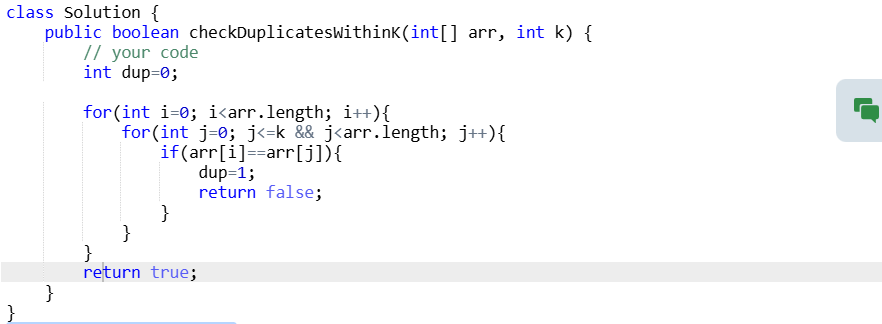 class Solution {
    public boolean checkDuplicatesWithinK(int[] arr, int k) {
        // your code
        int dup=0;

        for(int i=0; i<arr.length; i++){
            for(int j=0; j<=k && j<arr.length; j++){
                if(arr[i]==arr[j]){
                    dup=1;
                    return false;
                }
            }
        }
        return true;
    }
}